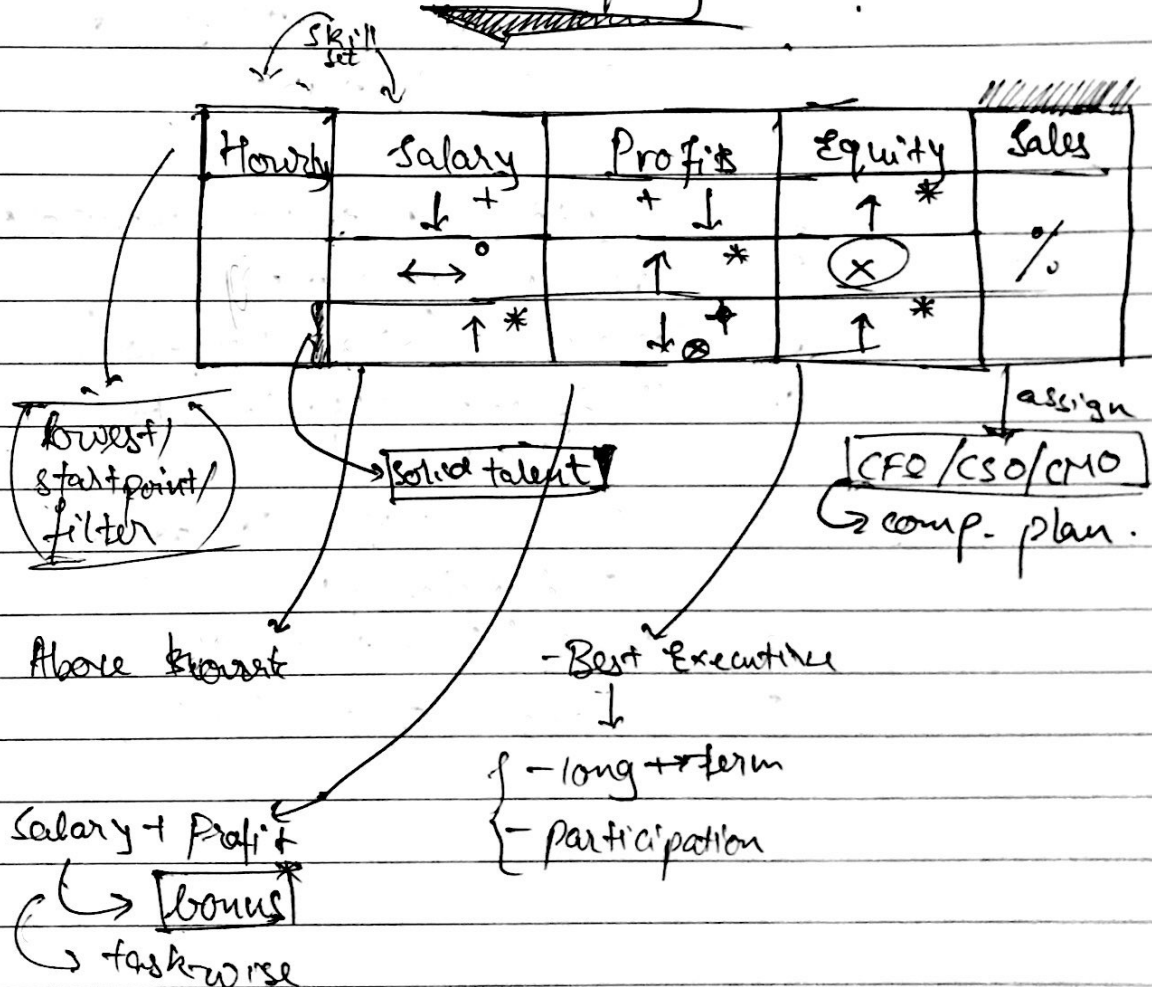 skill
set
Hourly Salary Profits Equity Sales
↓ + + ↓ ↑ *
↔ ° ↑ * x %
↑ * ↓ ⊗ ↑ *
assign
lowest/
startpoint/
filter
solid talent
CFO/CSO/CMO
comp. plan.
Above
- Best Executive
↓
- long term
- participation
Salary + Profit
bonus *
taskwise